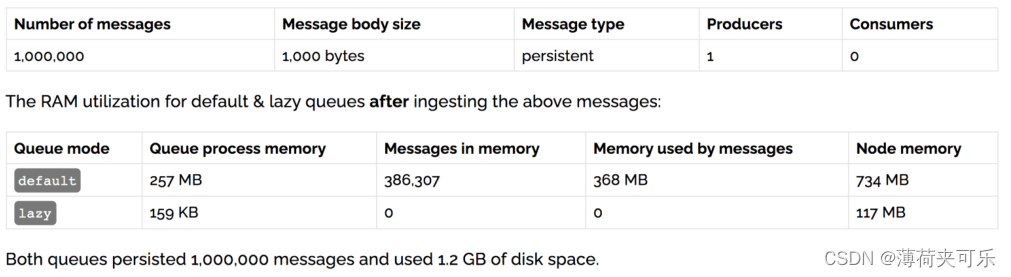 Number of messages Message body size Message type Producers Consumers
1,000,000 1,000 bytes persistent 1 0
The RAM utilization for default & lazy queues after ingesting the above messages:
Queue mode Queue process memory Messages in memory Memory used by messages Node memory
default 257 MB 386,307 368 MB 734 MB
lazy 159 KB 0 0 117 MB
Both queues persisted 1,000,000 messages and used 1.2 GB of disk space.
CSDN @薄荷夹可乐